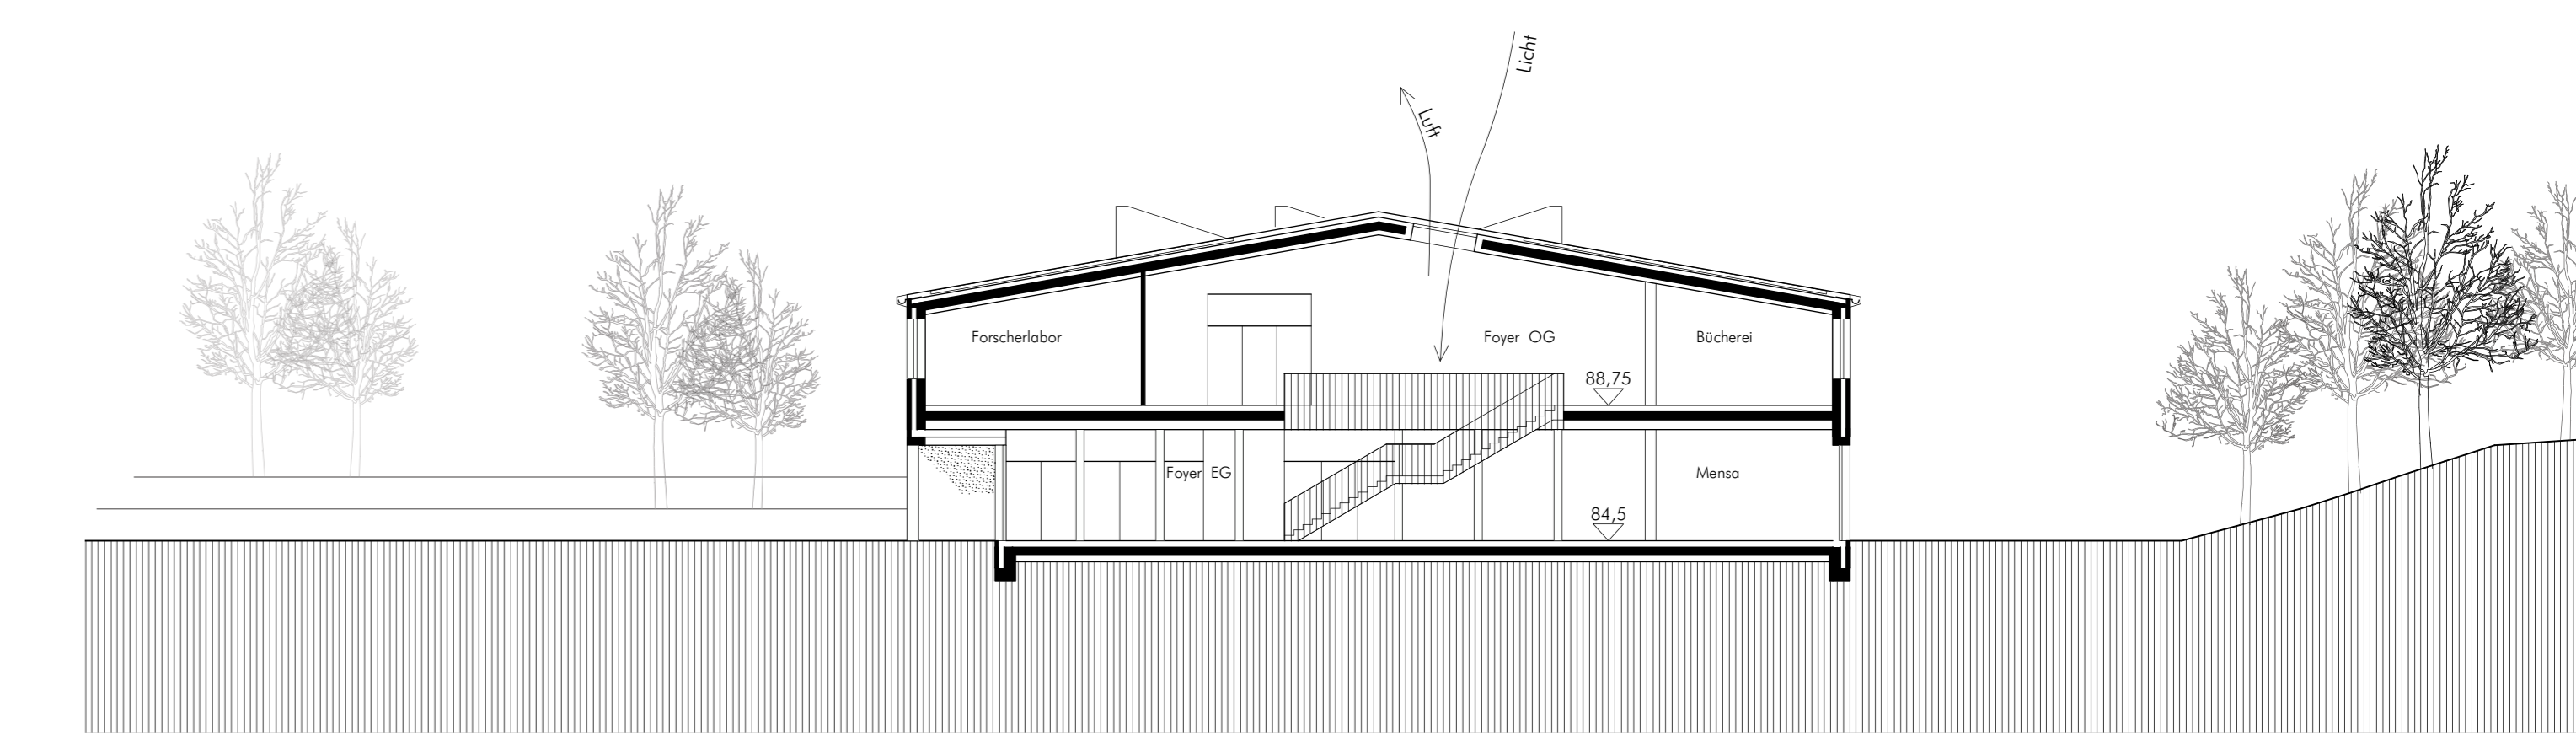 Licht
Luft
Forscherlabor
Foyer OG
Bücherei
88,75
Foyer EG
Mensa
84,5